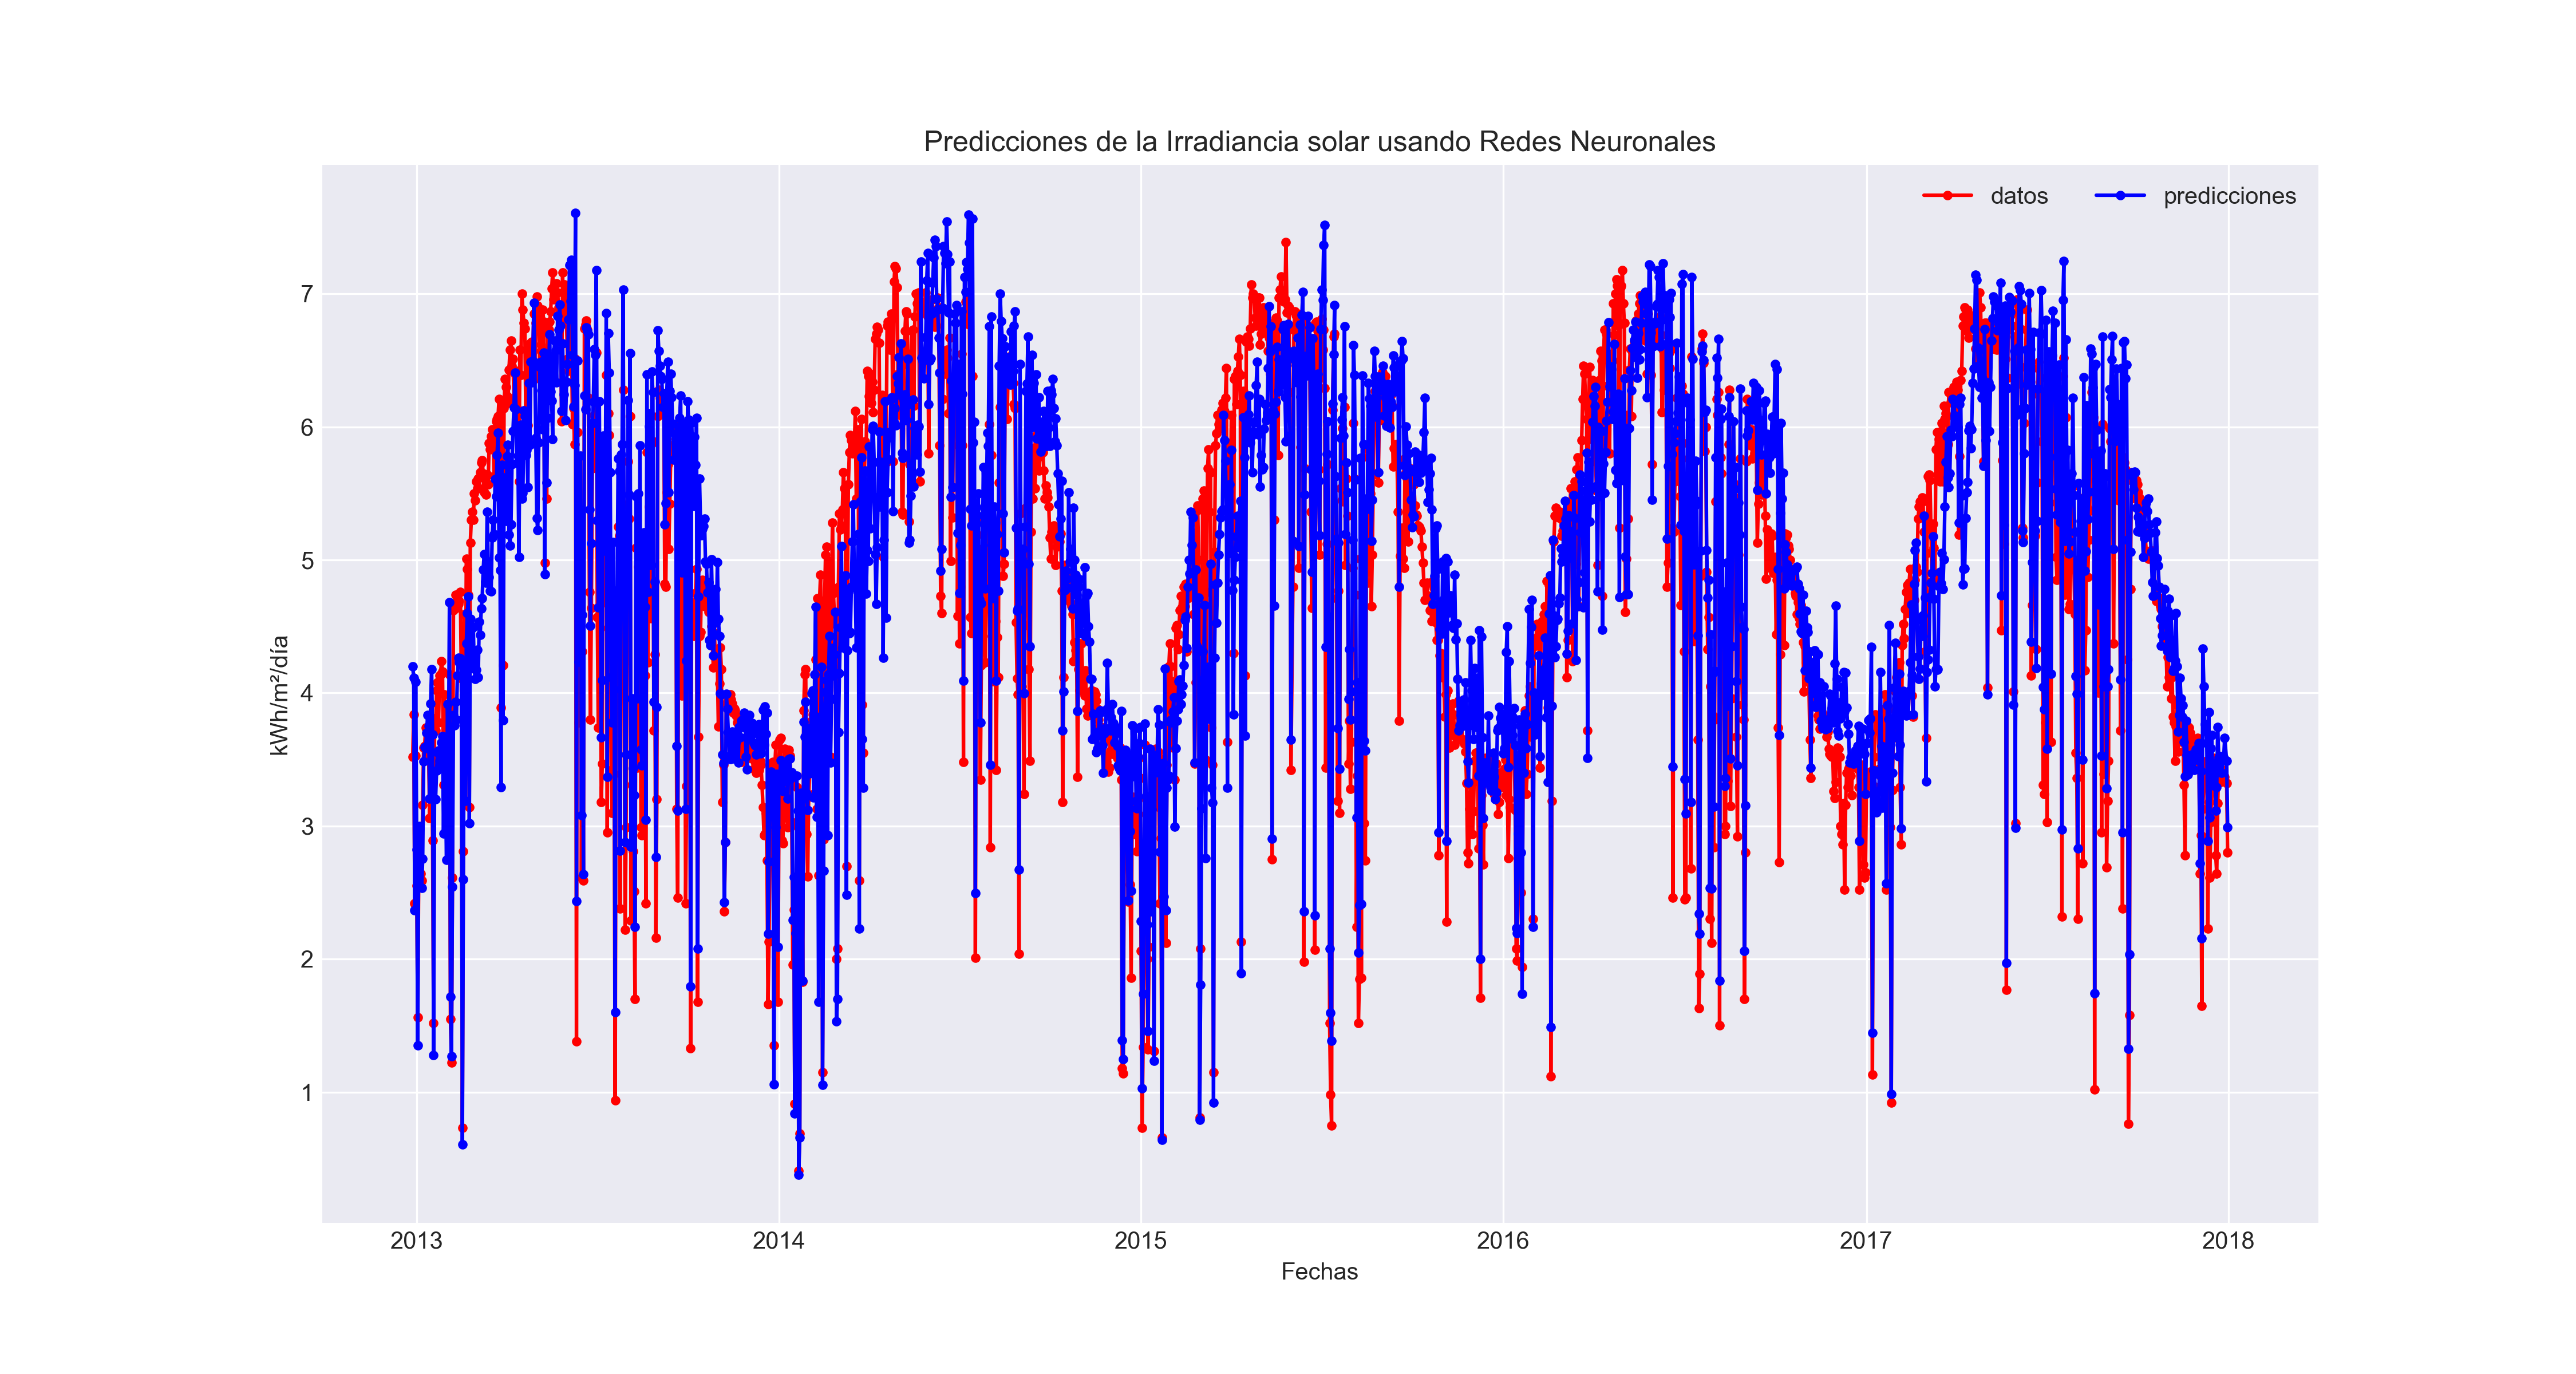 Predicciones de la Irradiancia solar usando Redes Neuronales
datos predicciones
kWh/m²/día
7
6
5
4
3
2
1
2013 2014 2015 2016 2017 2018
Fechas